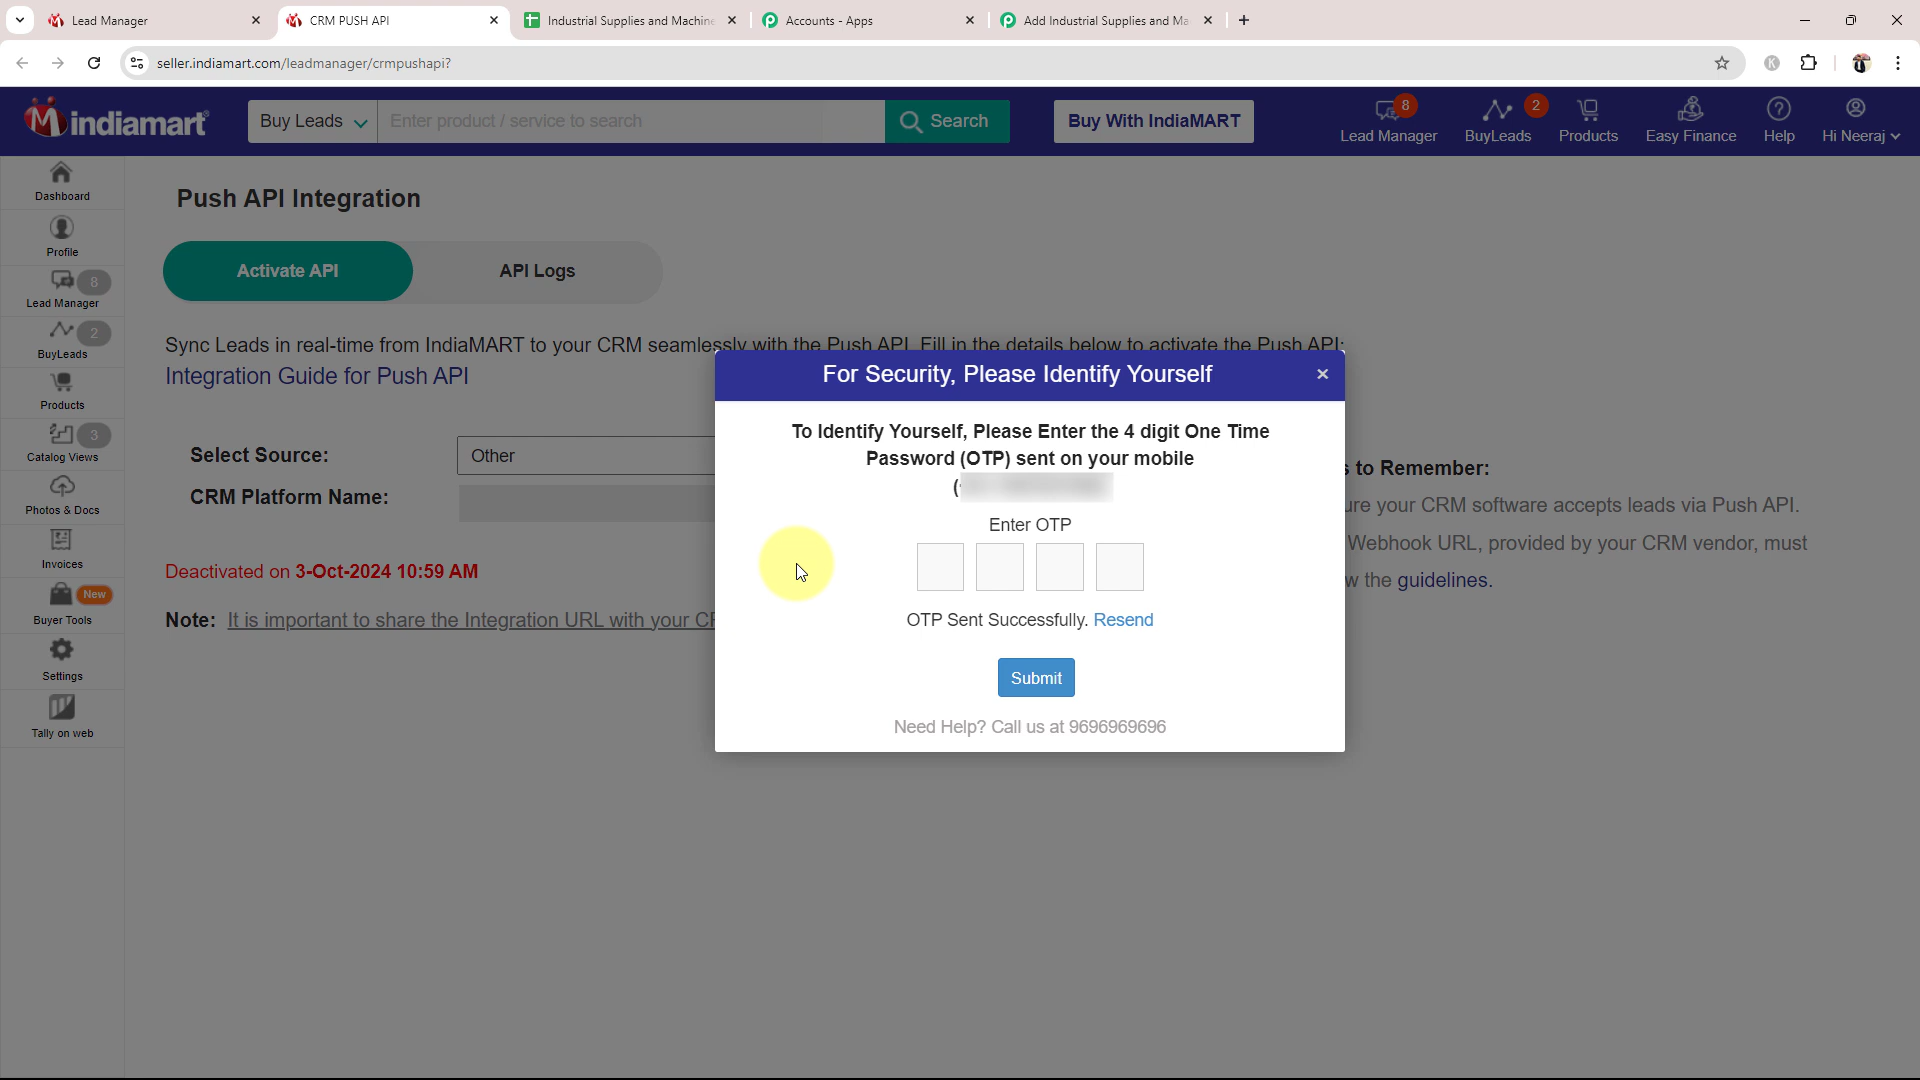 Lead Manager
CRM PUSH API
Industrial Supplies and Machine
Accounts - Apps
Add Industrial Supplies and Ma
seller.indiamart.com/leadmanager/crmpushapi?
K
indiamart
Buy Leads
Enter product / service to search
Search
Buy With IndiaMART
8
Lead Manager
2
BuyLeads
Products
Easy Finance
Help
Hi Neeraj
Dashboard
Profile
8
Lead Manager
2
BuyLeads
Products
3
Catalog Views
Photos & Docs
Invoices
New
Buyer Tools
Settings
Tally on web
Push API Integration
Activate API
API Logs
Sync Leads in real-time from IndiaMART to your CRM seamlessly with the Push API. Fill in the details below to activate the Push API:
Integration Guide for Push API
Select Source:
Other
CRM Platform Name:
Deactivated on 3-Oct-2024 10:59 AM
Note: It is important to share the Integration URL with your
For Security, Please Identify Yourself
×
To Identify Yourself, Please Enter the 4 digit One Time
Password (OTP) sent on your mobile
(
Enter OTP
OTP Sent Successfully. Resend
Submit
Need Help? Call us at 9696969696
to Remember:
your CRM software accepts leads via Push API.
Webhook URL, provided by your CRM vendor, must
the guidelines.